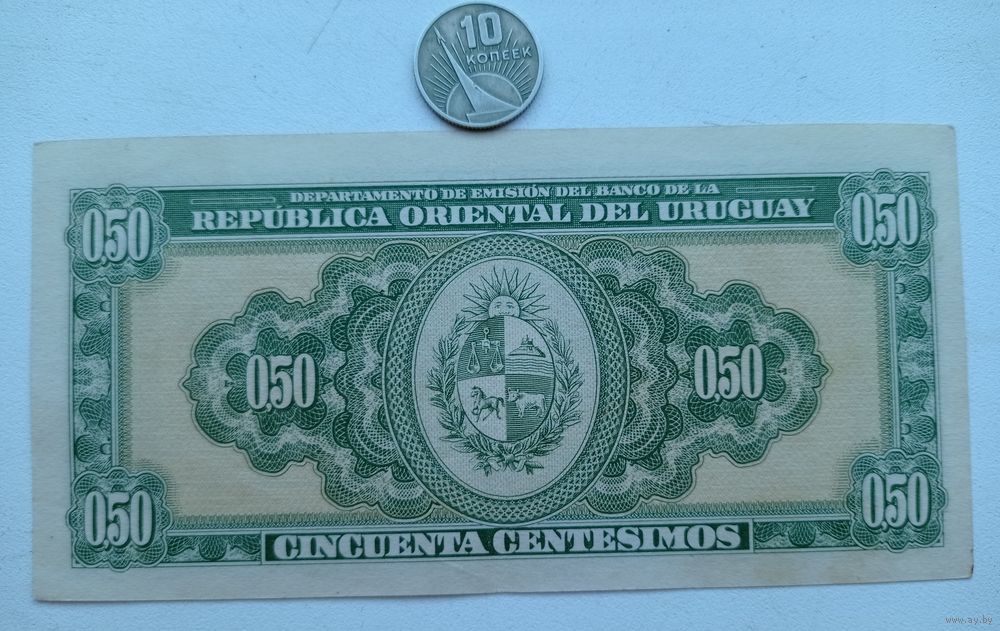 10
КОПЕЕК
DEPARTAMENTO DE EMISIÓN DEL BANCO DE LA
REPÚBLICA ORIENTAL DEL URUGUAY
0,50 0,50
0,50 0,50
0,50 0,50
CINCUENTA CENTESIMOS
www.ay.by